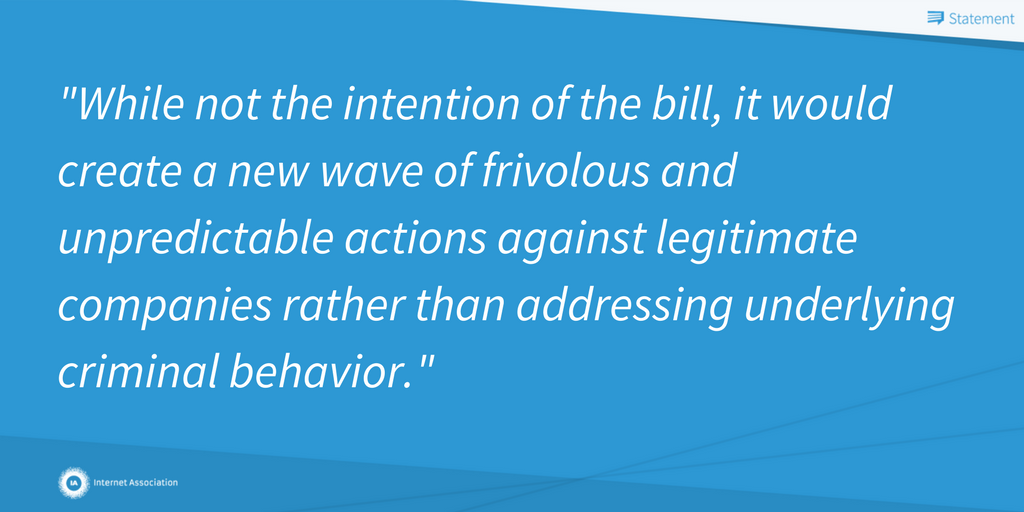 Statement
"While not the intention of the bill, it would
create a new wave of frivolous and
unpredictable actions against legitimate
companies rather than addressing underlying
criminal behavior."
IA
Internet Association